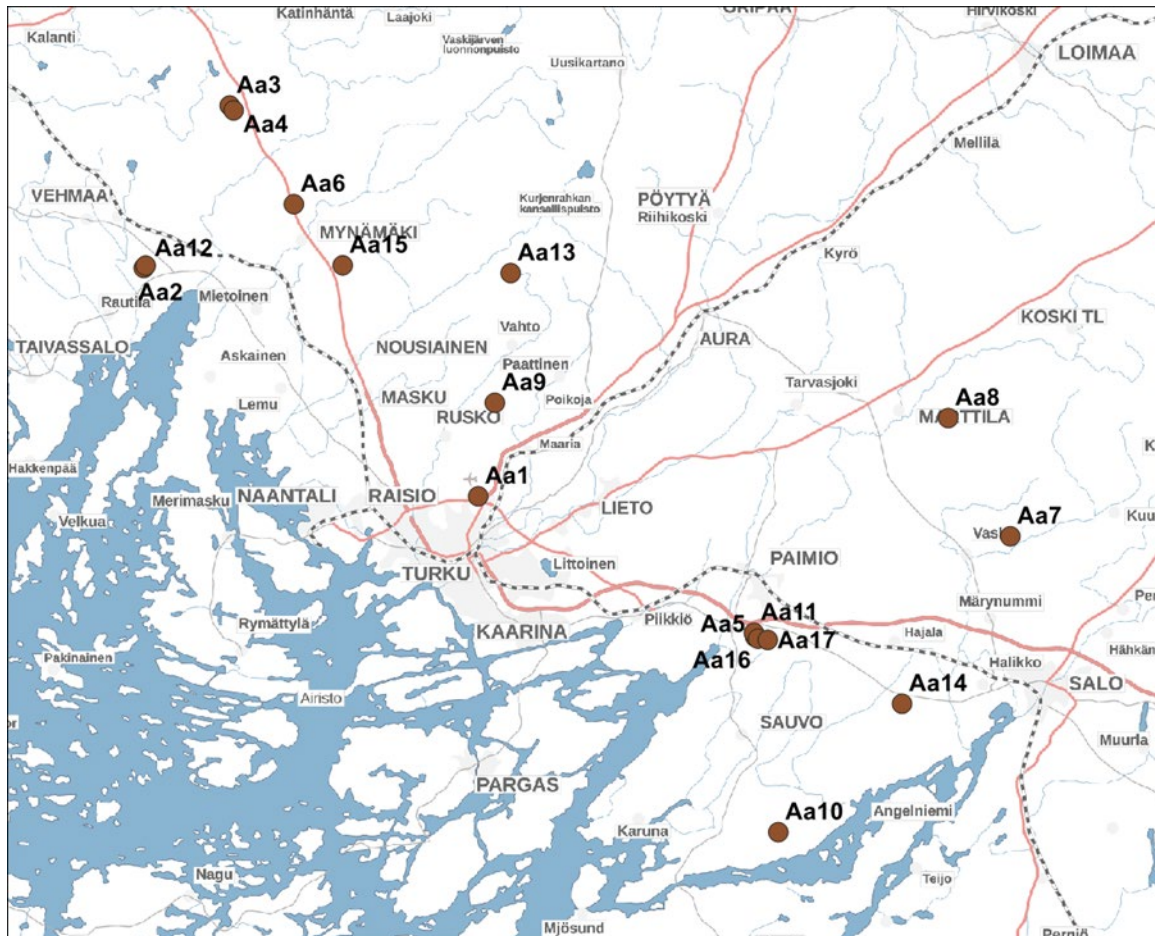 Katinhäntä
Laajoki
Hirvikoski
Kalanti
Vaskijärven
luonnonpuisto
Uusikartano
LOIMAA
Aa3
Aa4
Mellilä
Aa6
VEHMAA
Kurjenrahkan
kansallispuisto
PÖYTYÄ
Riihikoski
MYNÄMÄKI
Aa12
Aa15
Aa13
Kyrö
Aa2
Rautila
Mietoinen
KOSKI TL
Vahto
TAIVASSALO
NOUSIAINEN
AURA
Askainen
Paattinen
Aa9
Tarvasjoki
Lemu
MASKU
Poikoja
Aa8
RUSKO
Maaria
Hakkenpää
Aa1
NAANTALI
RAISIO
Merimasku
LIETO
Velkua
Aa7
Kuu
TURKU
Littoinen
PAIMIO
Märynummi
Per
Piikkiö
Aa5
Aa11
Rymättylä
KAARINA
Hajala
Aa17
Hähkän
Pakinainen
Aa16
Halikko
SALO
Airisto
Aa14
SAUVO
Muurla
PARGAS
Aa10
Angelniemi
Karuna
Nagu
Teijo
Mjösund